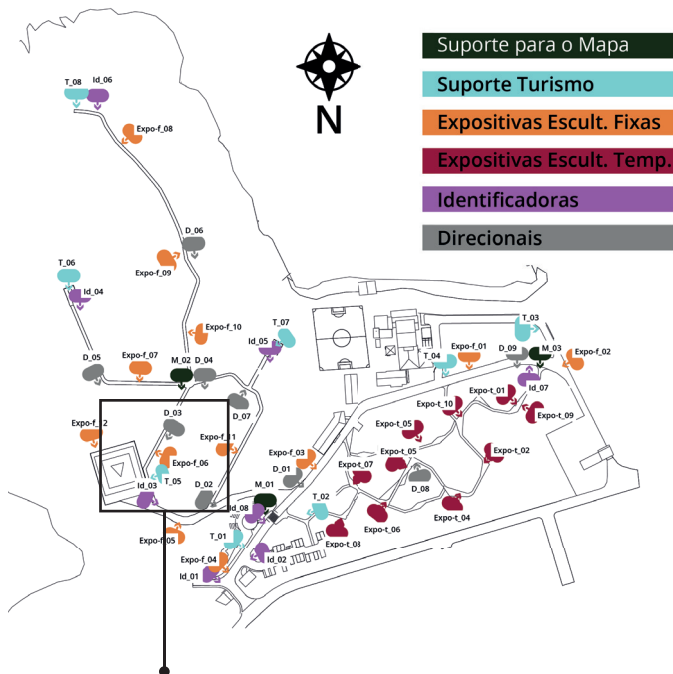 T_08
Id_06
Suporte para o Mapa
Suporte Turismo
Expositivas Escult. Fixas
Expositivas Escult. Temp.
Identificadoras
Direcionais
N
Expo-f_08
D_06
T_06
Expo-f_09
Id_04
T_03
T_07
Expo-f_10
Id_05
D_05
Expo-f_07
M_02
D_04
T_04
Expo-f_01
D_09
M_03
Expo-f_02
Id_07
Expo-t_01
D_07
Expo-t_10
Expo-t_09
D_03
Expo-f_12
Expo-t_05
Expo-f_11
Expo-f_03
Expo-t_02
Expo-f_06
Expo-t_05
Expo-t_07
D_01
T_05
Id_03
D_02
M_01
D_08
T_02
Id_08
Expo-t_04
Expo-t_06
Expo-f_05
T_01
Expo-t_08
Expo-f_04
Id_02
Id_01